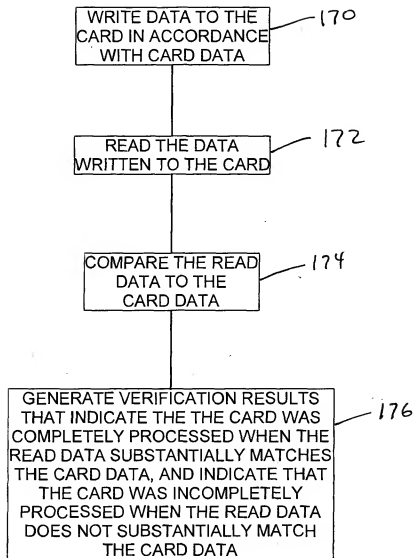 WRITE DATA TO THE
CARD IN ACCORDANCE
WITH CARD DATA
170
READ THE DATA
WRITTEN TO THE CARD
172
COMPARE THE READ
DATA TO THE
CARD DATA
174
GENERATE VERIFICATION RESULTS
THAT INDICATE THE THE CARD WAS
COMPLETELY PROCESSED WHEN THE
READ DATA SUBSTANTIALLY MATCHES
THE CARD DATA, AND INDICATE THAT
THE CARD WAS INCOMPLETELY
PROCESSED WHEN THE READ DATA
DOES NOT SUBSTANTIALLY MATCH
THE CARD DATA
176